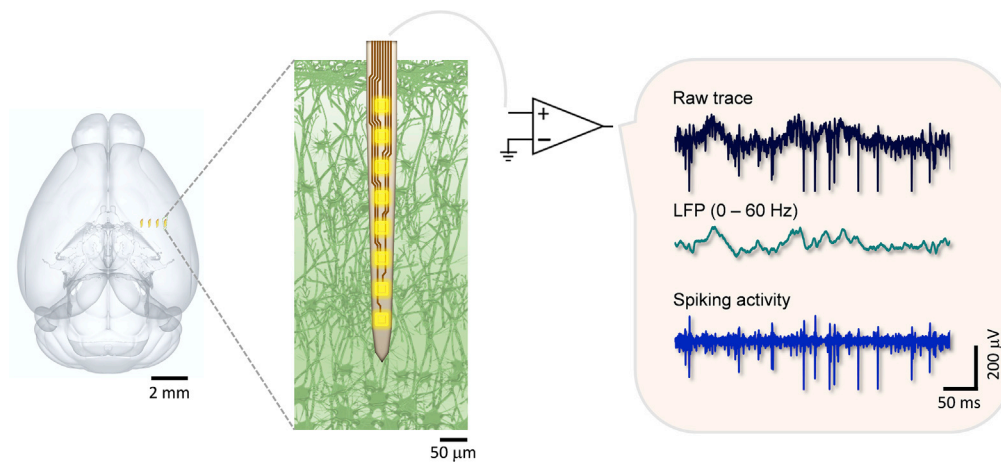 Raw trace
+
−
LFP (0 – 60 Hz)
Spiking activity
200 µV
50 ms
2 mm
50 µm